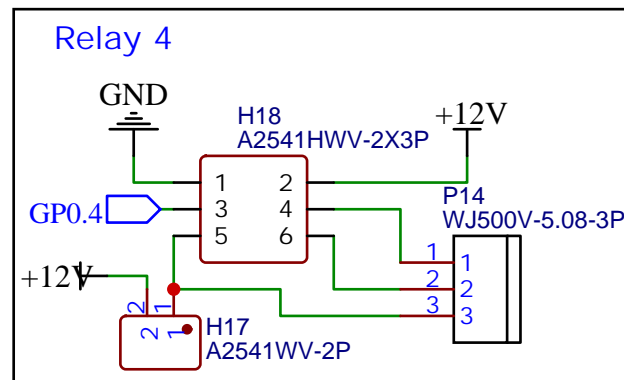 Relay 4
GND
H18
A2541HWV-2X3P
+12V
1 2
3 4
5 6
GP0.4
P14
WJ500V-5.08-3P
1 1
2 2
3 3
+12V
2 1
2 1
H17
A2541WV-2P